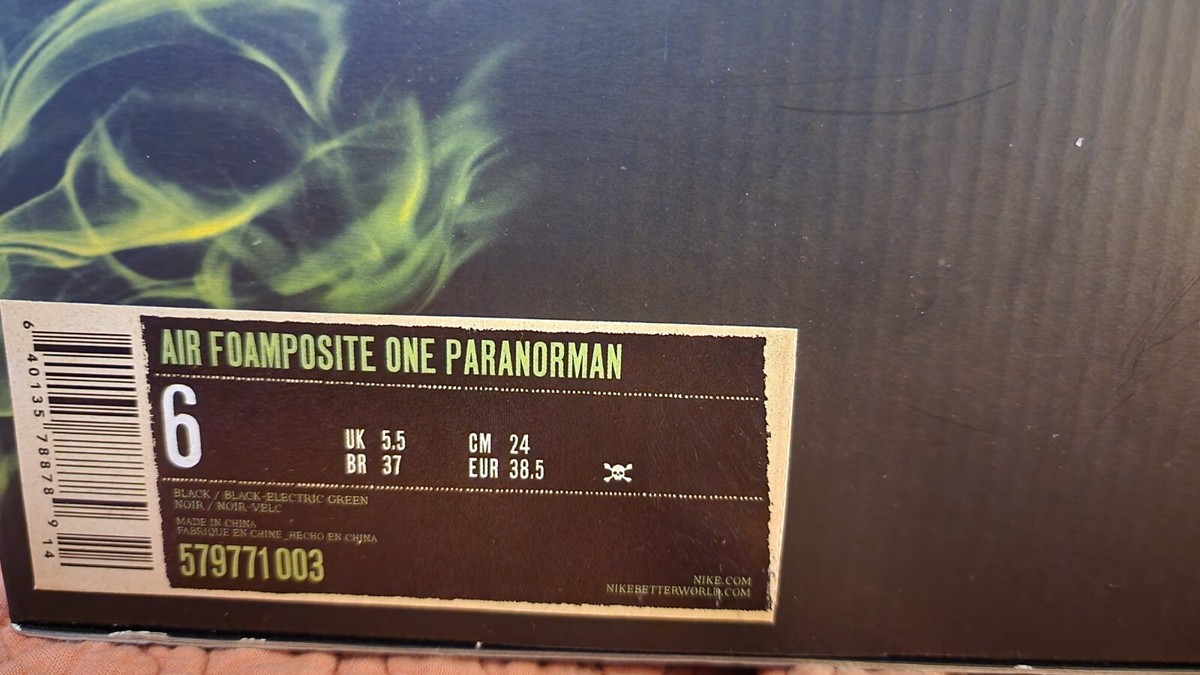 AIR FOAMPOSITE ONE PARANORMAN
6
UK 5.5 CM 24
BR 37 EUR 38.5
BLACK / BLACK-ELECTRIC GREEN
NOIR / NOIR-VELC
MADE IN CHINA
FABRIQUE EN CHINE_HECHO EN CHINA
579771 003
NIKE.COM
NIKEBETTERWORLD.COM
6 40135 78878 9 14